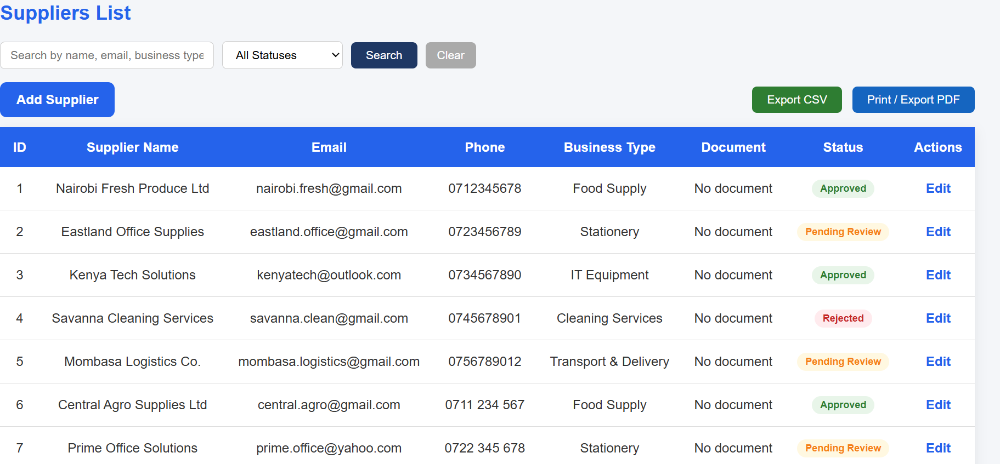 Suppliers List
Search by name, email, business type
All Statuses
Search
Clear
Add Supplier
Export CSV
Print / Export PDF
ID Supplier Name Email Phone Business Type Document Status Actions
1 Nairobi Fresh Produce Ltd nairobi.fresh@gmail.com 0712345678 Food Supply No document Approved Edit
2 Eastland Office Supplies eastland.office@gmail.com 0723456789 Stationery No document Pending Review Edit
3 Kenya Tech Solutions kenyatech@outlook.com 0734567890 IT Equipment No document Approved Edit
4 Savanna Cleaning Services savanna.clean@gmail.com 0745678901 Cleaning Services No document Rejected Edit
5 Mombasa Logistics Co. mombasa.logistics@gmail.com 0756789012 Transport & Delivery No document Pending Review Edit
6 Central Agro Supplies Ltd central.agro@gmail.com 0711 234 567 Food Supply No document Approved Edit
7 Prime Office Solutions prime.office@yahoo.com 0722 345 678 Stationery No document Pending Review Edit